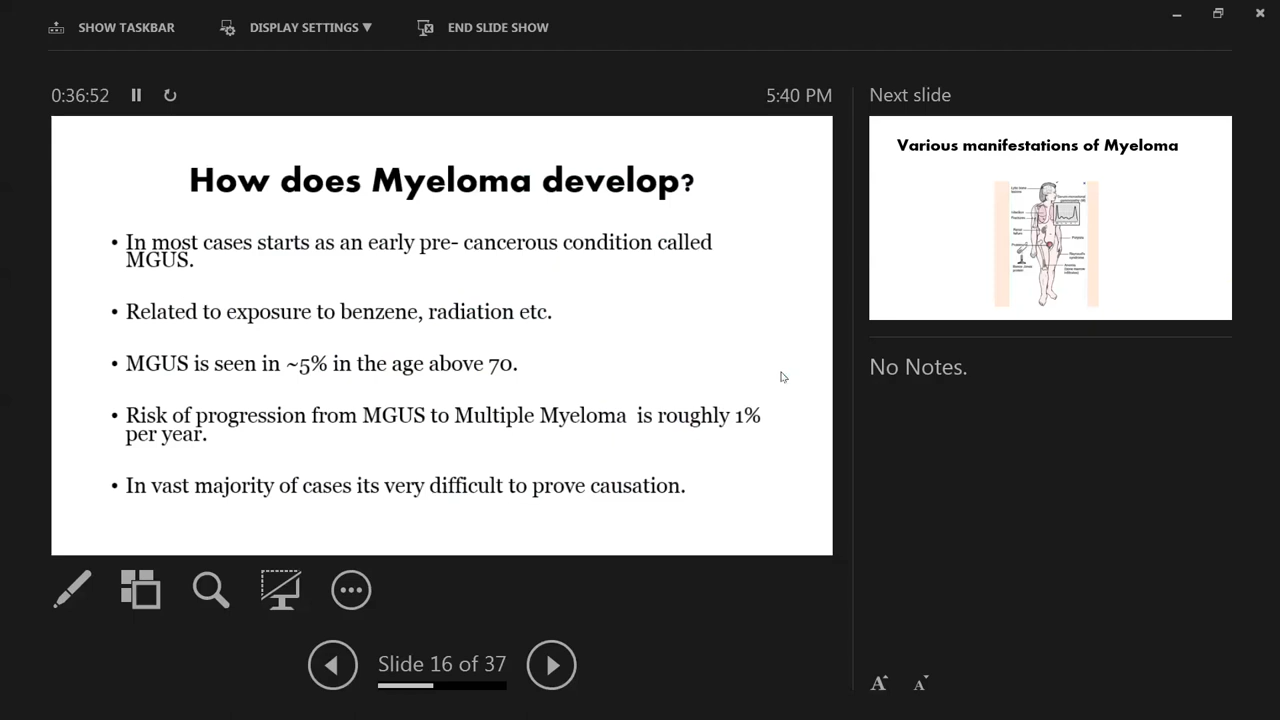 SHOW TASKBAR
DISPLAY SETTINGS ▼
END SLIDE SHOW
0:36:52
5:40 PM
How does Myeloma develop?
• In most cases starts as an early pre- cancerous condition called
MGUS.
• Related to exposure to benzene, radiation etc.
• MGUS is seen in ~5% in the age above 70.
• Risk of progression from MGUS to Multiple Myeloma  is roughly 1%
per year.
• In vast majority of cases its very difficult to prove causation.
Slide 16 of 37
Next slide
Various manifestations of Myeloma
No Notes.
A A